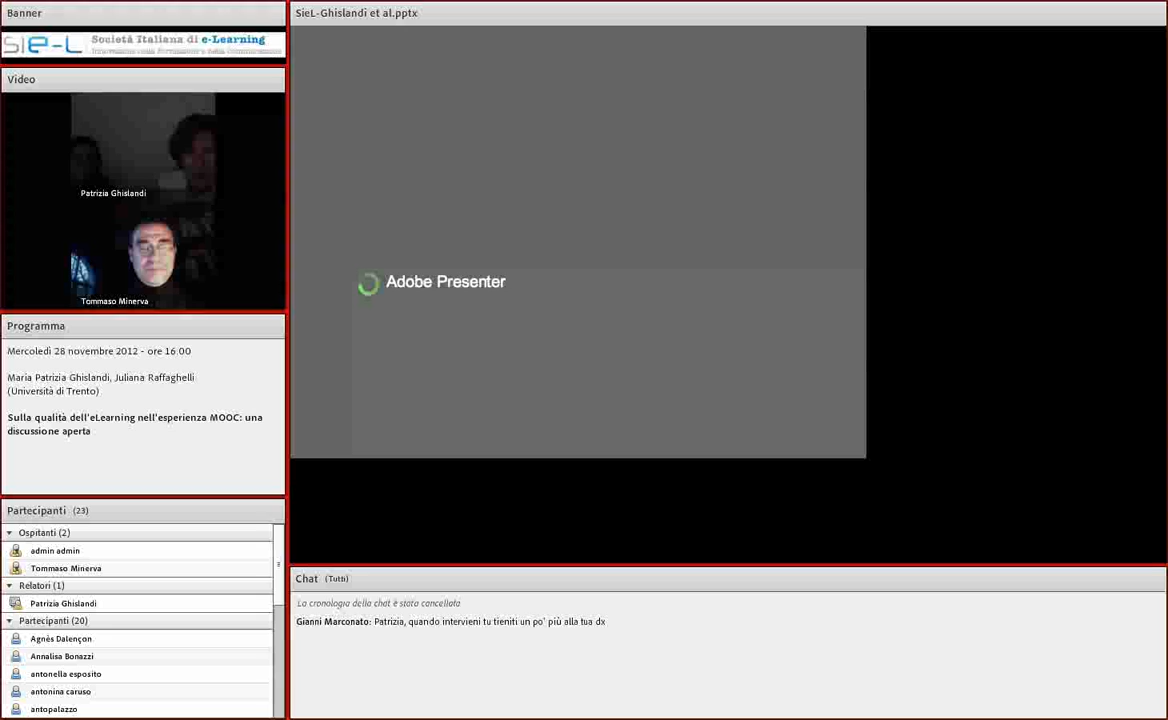 Banner
SIe-L Società Italiana di e-Learning
Video
Patrizia Ghislandi
Tommaso Minerva
Programma
Mercoledì 28 novembre 2012 - ore 16:00
Maria Patrizia Ghislandi, Juliana Raffaghelli
(Università di Trento)
Sulla qualità dell'eLearning nell'esperienza MOOC: una
discussione aperta
Partecipanti (23)
Ospitanti (2)
admin admin
Tommaso Minerva
Relatori (1)
Patrizia Ghislandi
Partecipanti (20)
Agnès Dalençon
Annalisa Bonazzi
antonella esposito
antonina caruso
antopalazzo
SieL-Ghislandi et al.pptx
Adobe Presenter
Chat (Tutti)
La cronologia della chat è stata cancellata
Gianni Marconato: Patrizia, quando intervieni tu tieniti un po' più alla tua dx